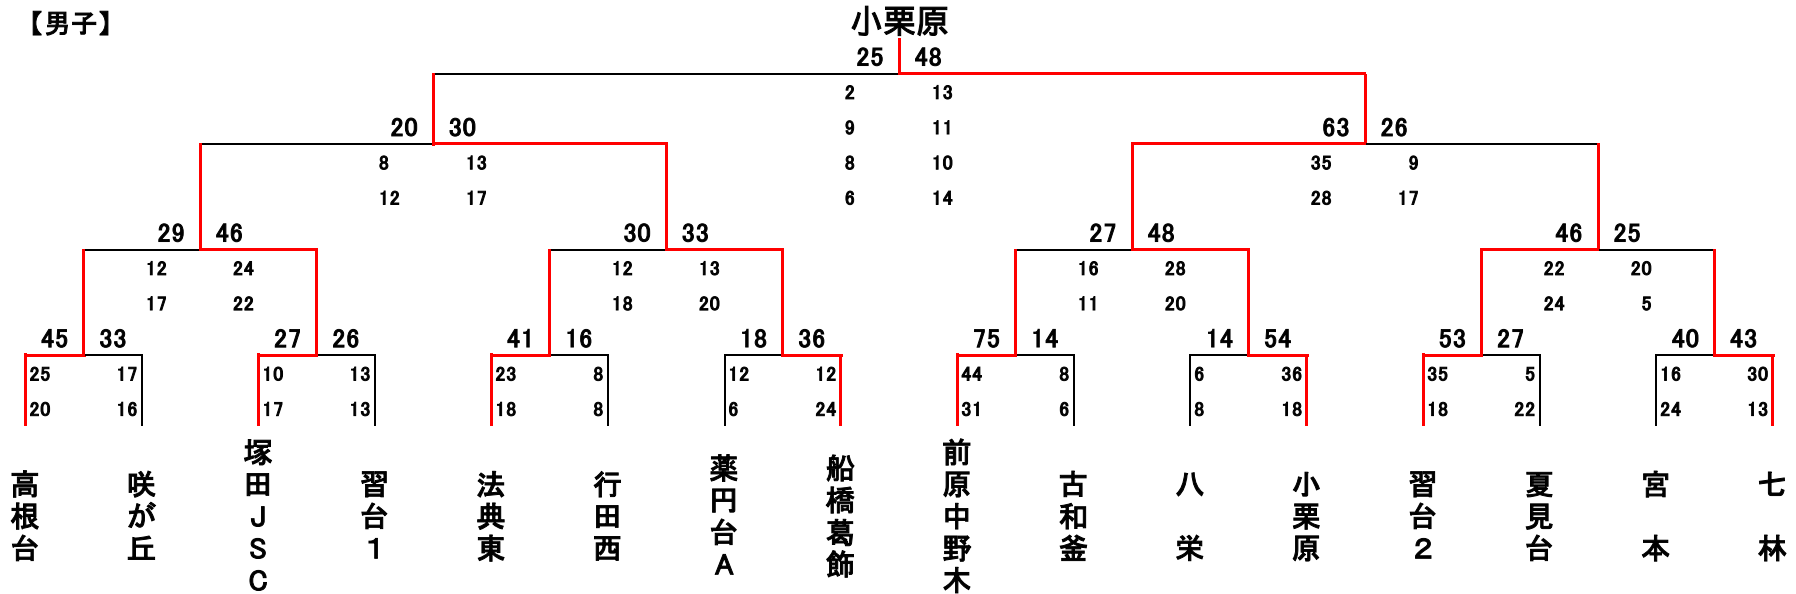 【男子】
小栗原
25 48
2 13
9 11
8 10
6 14
20 30 63 26
8 13 35 9
12 17 28 17
29 46 30 33 27 48 46 25
12 24 12 13 16 28 22 20
17 22 18 20 11 20 24 5
45 33 27 26 41 16 18 36 75 14 14 54 53 27 40 43
25 17 10 13 23 8 12 12 44 8 6 36 35 5 16 30
20 16 17 13 18 8 6 24 31 6 8 18 18 22 24 13
高根台
咲が丘
塚田JSC
習台1
法典東
行田西
薬円台A
船橋葛飾
前原中野木
古和釜
八栄
小栗原
習台2
夏見台
宮本
七林